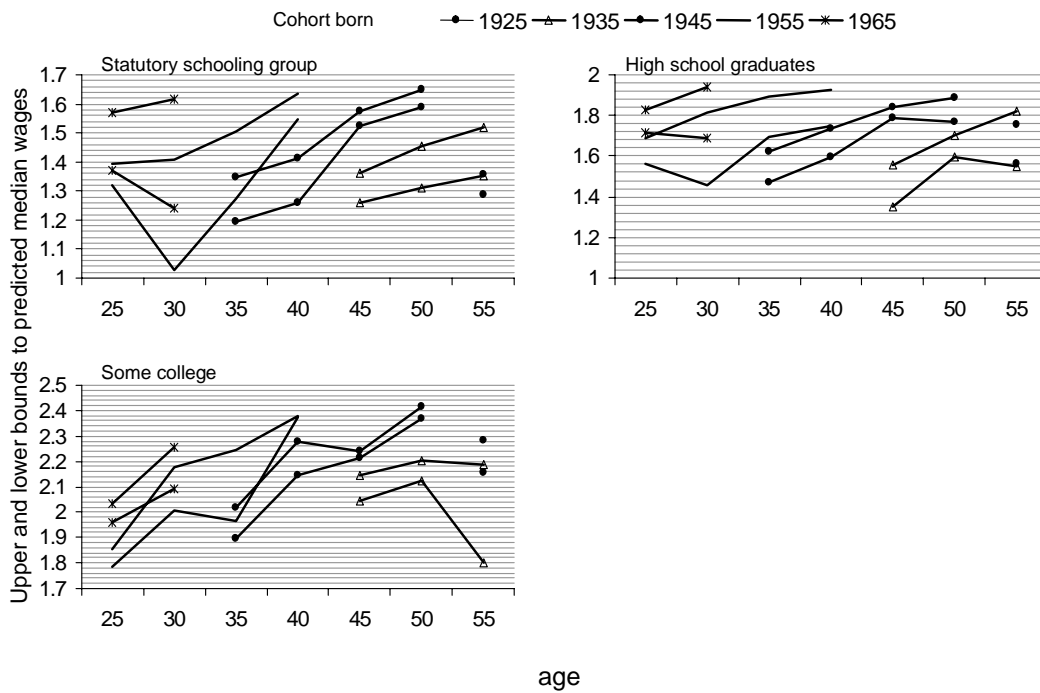 Cohort born 1925 1935 1945 1955 1965
Upper and lower bounds to predicted median wages
Statutory schooling group
1.7
1.6
1.5
1.4
1.3
1.2
1.1
1
25 30 35 40 45 50 55
High school graduates
2
1.8
1.6
1.4
1.2
1
25 30 35 40 45 50 55
Some college
2.5
2.4
2.3
2.2
2.1
2
1.9
1.8
1.7
25 30 35 40 45 50 55
age